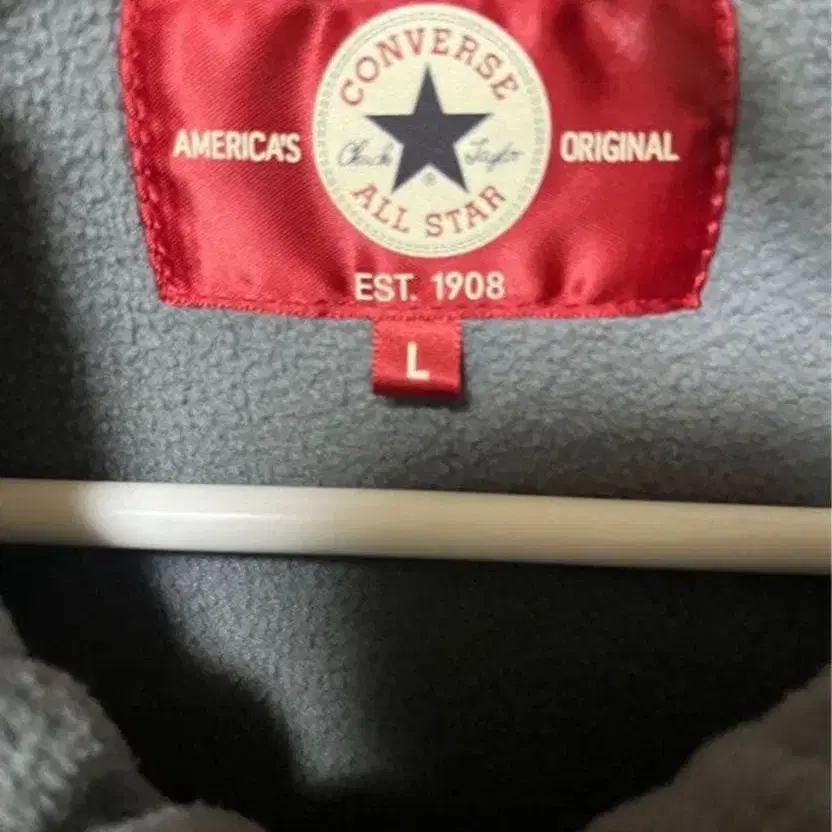 CONVERSE
AMERICA'S Chuck Taylor ORIGINAL
®
ALL STAR
EST. 1908
L